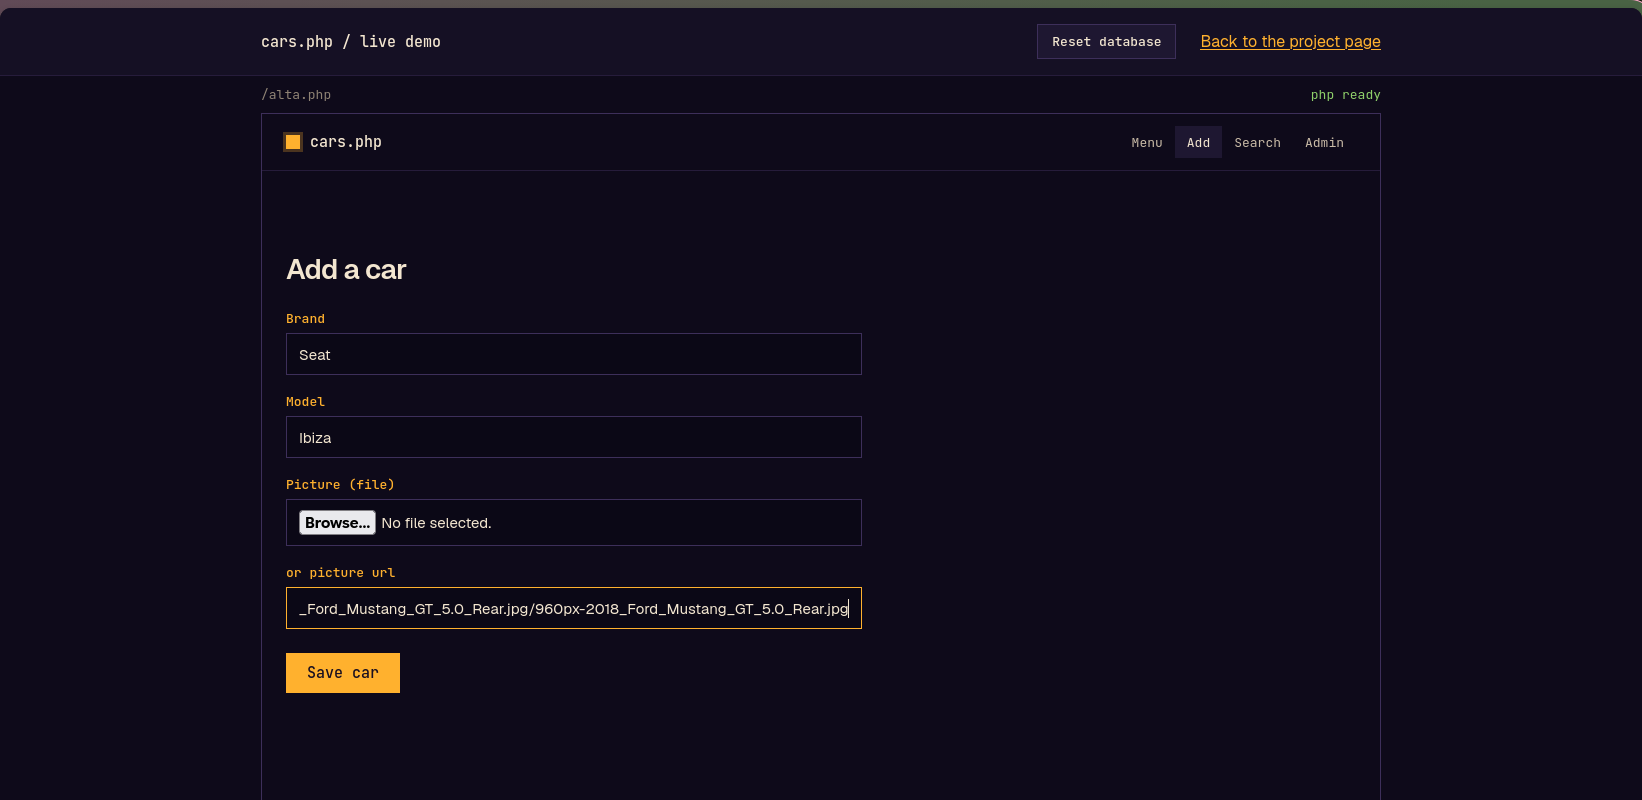 cars.php / live demo
Reset database
Back to the project page
/alta.php
php ready
cars.php
Menu
Add
Search
Admin
Add a car
Brand
Seat
Model
Ibiza
Picture (file)
Browse... No file selected.
or picture url
_Ford_Mustang_GT_5.0_Rear.jpg/960px-2018_Ford_Mustang_GT_5.0_Rear.jpg
Save car